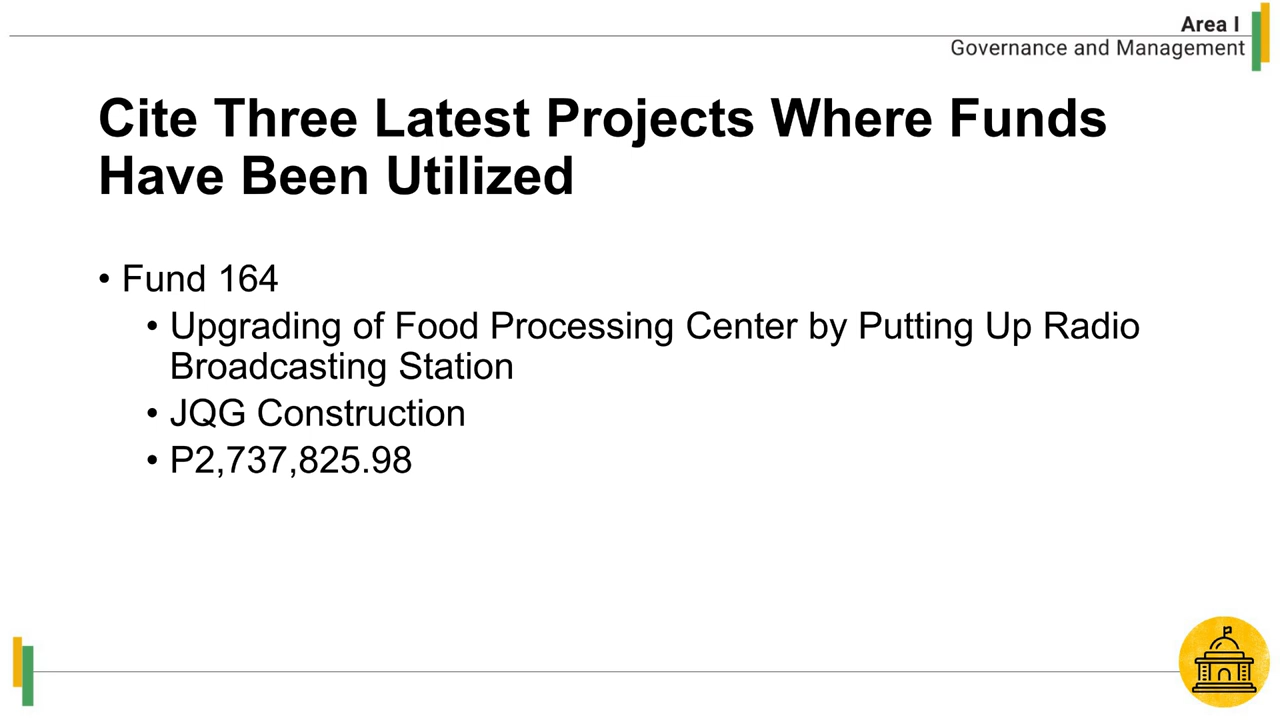 Area I
Governance and Management
Cite Three Latest Projects Where Funds
Have Been Utilized
• Fund 164
• Upgrading of Food Processing Center by Putting Up Radio
Broadcasting Station
• JQG Construction
• P2,737,825.98